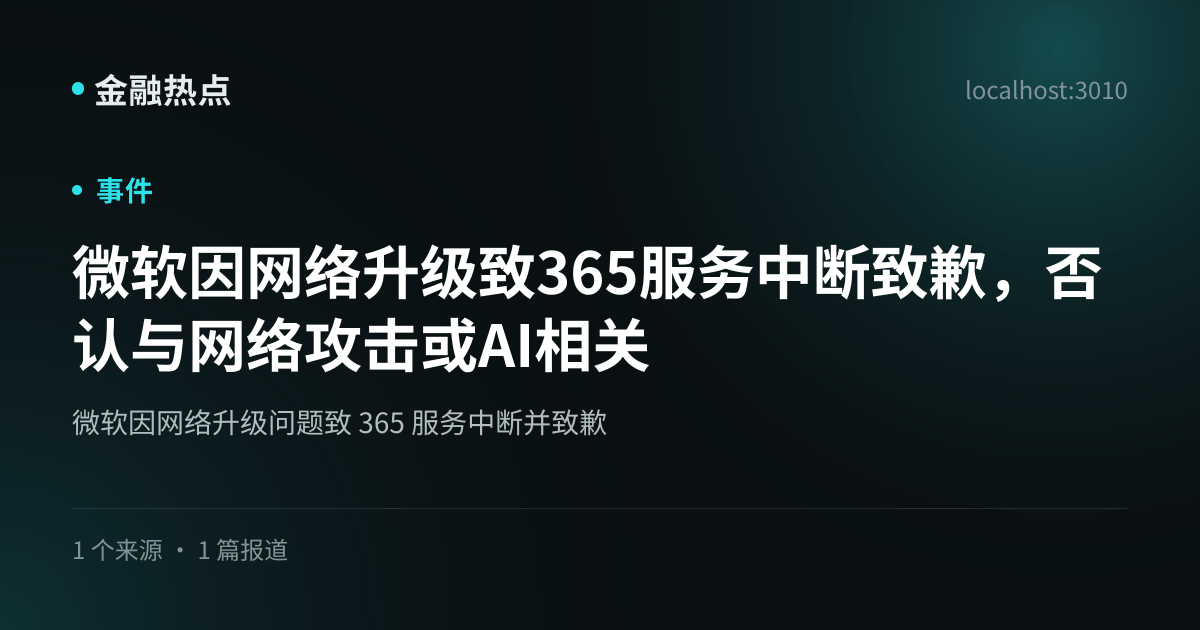 金融热点
localhost:3010
事件
微软因网络升级致365服务中断致歉，否
认与网络攻击或AI相关
微软因网络升级问题致 365 服务中断并致歉
1 个来源 · 1 篇报道